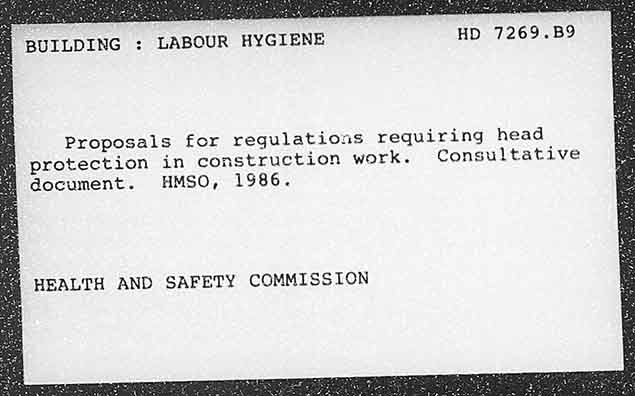 BUILDING : LABOUR HYGIENE HD 7269.B9
Proposals for regulations requiring head
protection in construction work. Consultative
document. HMSO, 1986.
HEALTH AND SAFETY COMMISSION